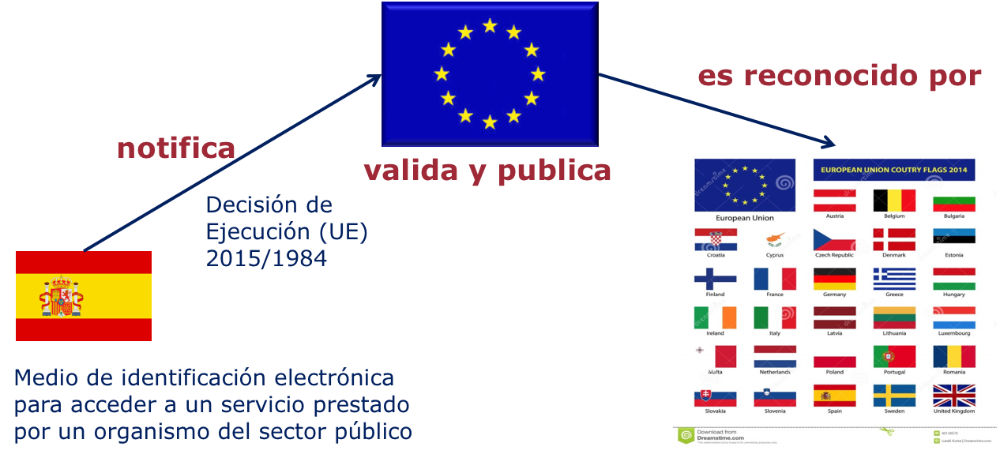 es reconocido por
notifica
valida y publica
Decisión de
Ejecución (UE)
2015/1984
Medio de identificación electrónica
para acceder a un servicio prestado
por un organismo del sector público
EUROPEAN UNION COUTRY FLAGS 2014
European Union
Austria
Belgium
Bulgaria
Croatia
Cyprus
Czech Republic
Denmark
Estonia
Finland
France
Germany
Greece
Hungary
Ireland
Italy
Latvia
Lithuania
Luxembourg
Malta
Netherlands
Poland
Portugal
Romania
Slovakia
Slovenia
Spain
Sweden
United Kingdom
Download from
Dreamstime.com